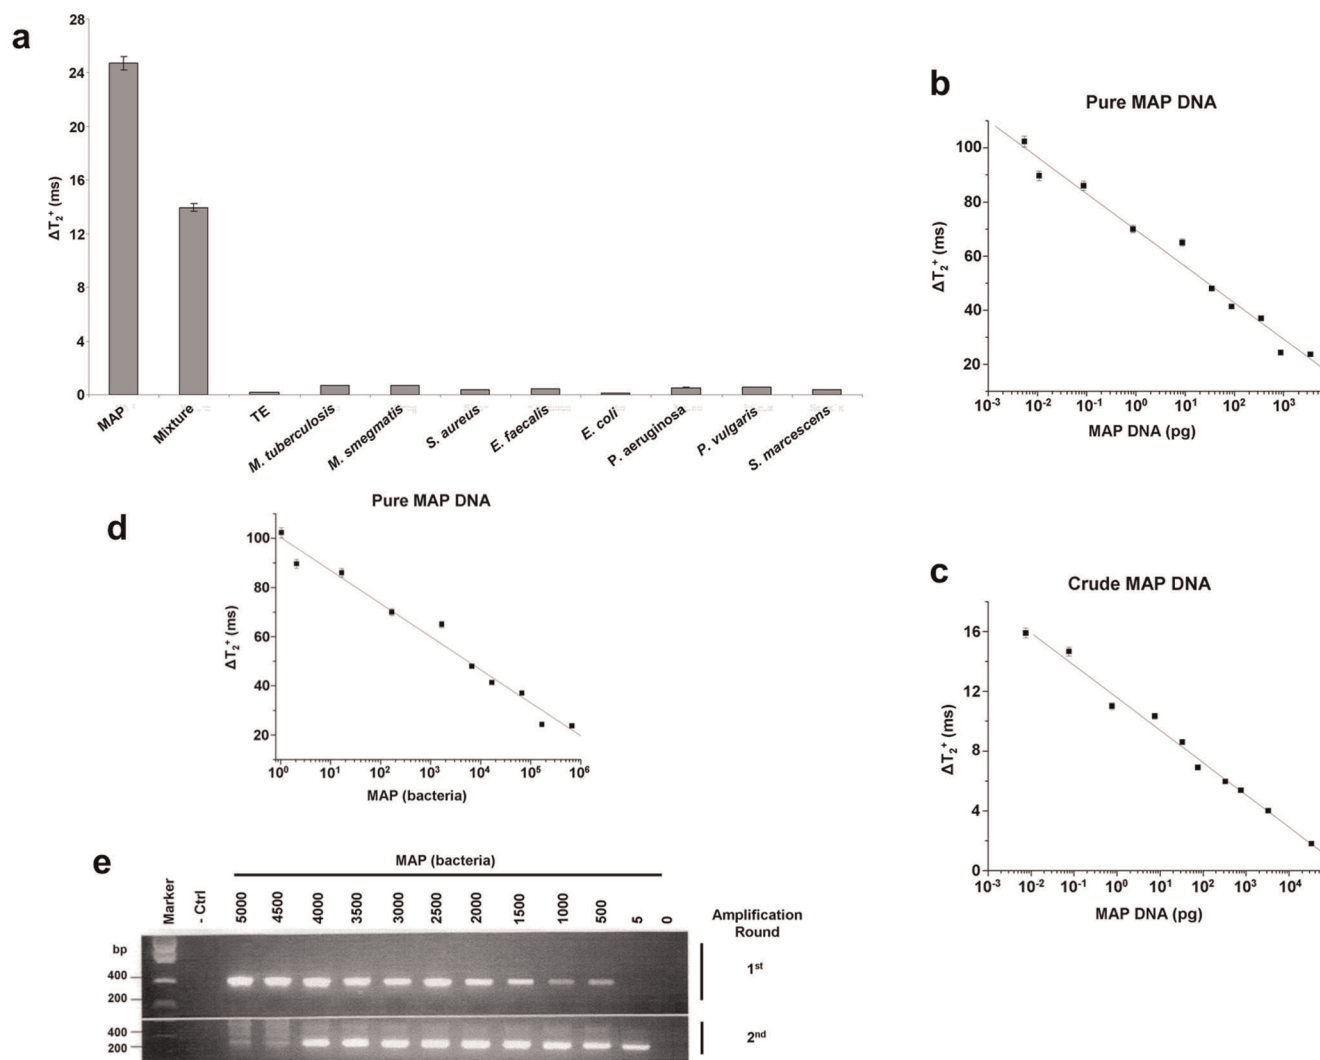 a
28
24
20
16
12
8
4
0
ΔT₂⁺ (ms)
MAP
Mixture
TE
M. tuberculosis
M. smegmatis
S. aureus
E. faecalis
E. coli
P. aeruginosa
P. vulgaris
S. marcescens
b
Pure MAP DNA
100
80
60
40
20
ΔT₂⁺ (ms)
10⁻³ 10⁻² 10⁻¹ 10⁰ 10¹ 10² 10³
MAP DNA (pg)
d
Pure MAP DNA
100
80
60
40
20
ΔT₂⁺ (ms)
10⁰ 10¹ 10² 10³ 10⁴ 10⁵ 10⁶
MAP (bacteria)
c
Crude MAP DNA
16
12
8
4
0
ΔT₂⁺ (ms)
10⁻³ 10⁻² 10⁻¹ 10⁰ 10¹ 10² 10³ 10⁴
MAP DNA (pg)
e
MAP (bacteria)
Marker - Ctrl 5000 4500 4000 3500 3000 2500 2000 1500 1000 500 5 0
Amplification
Round
bp
400
200
1ˢᵗ
400
200
2ⁿᵈ